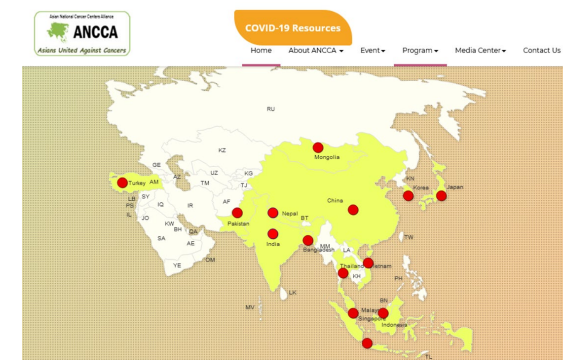 Asian National Cancer Centers Alliance
ANCCA
Asians United Against Cancers
COVID-19 Resources
Home
About ANCCA
Event
Program
Media Center
Contact Us
RU
KZ
Mongolia
GE
AZ
UZ
KG
TM
TJ
Turkey
AM
KN
Korea
Japan
LB
SY
PS
IQ
IR
AF
China
IL
JO
Nepal
KW
BH
QA
Pakistan
BT
SA
AE
India
Bangladesh
MM
LA
TW
OM
YE
Thailand
Vietnam
KH
PH
LK
MV
BN
Malay
Singapore
Indonesia
TL